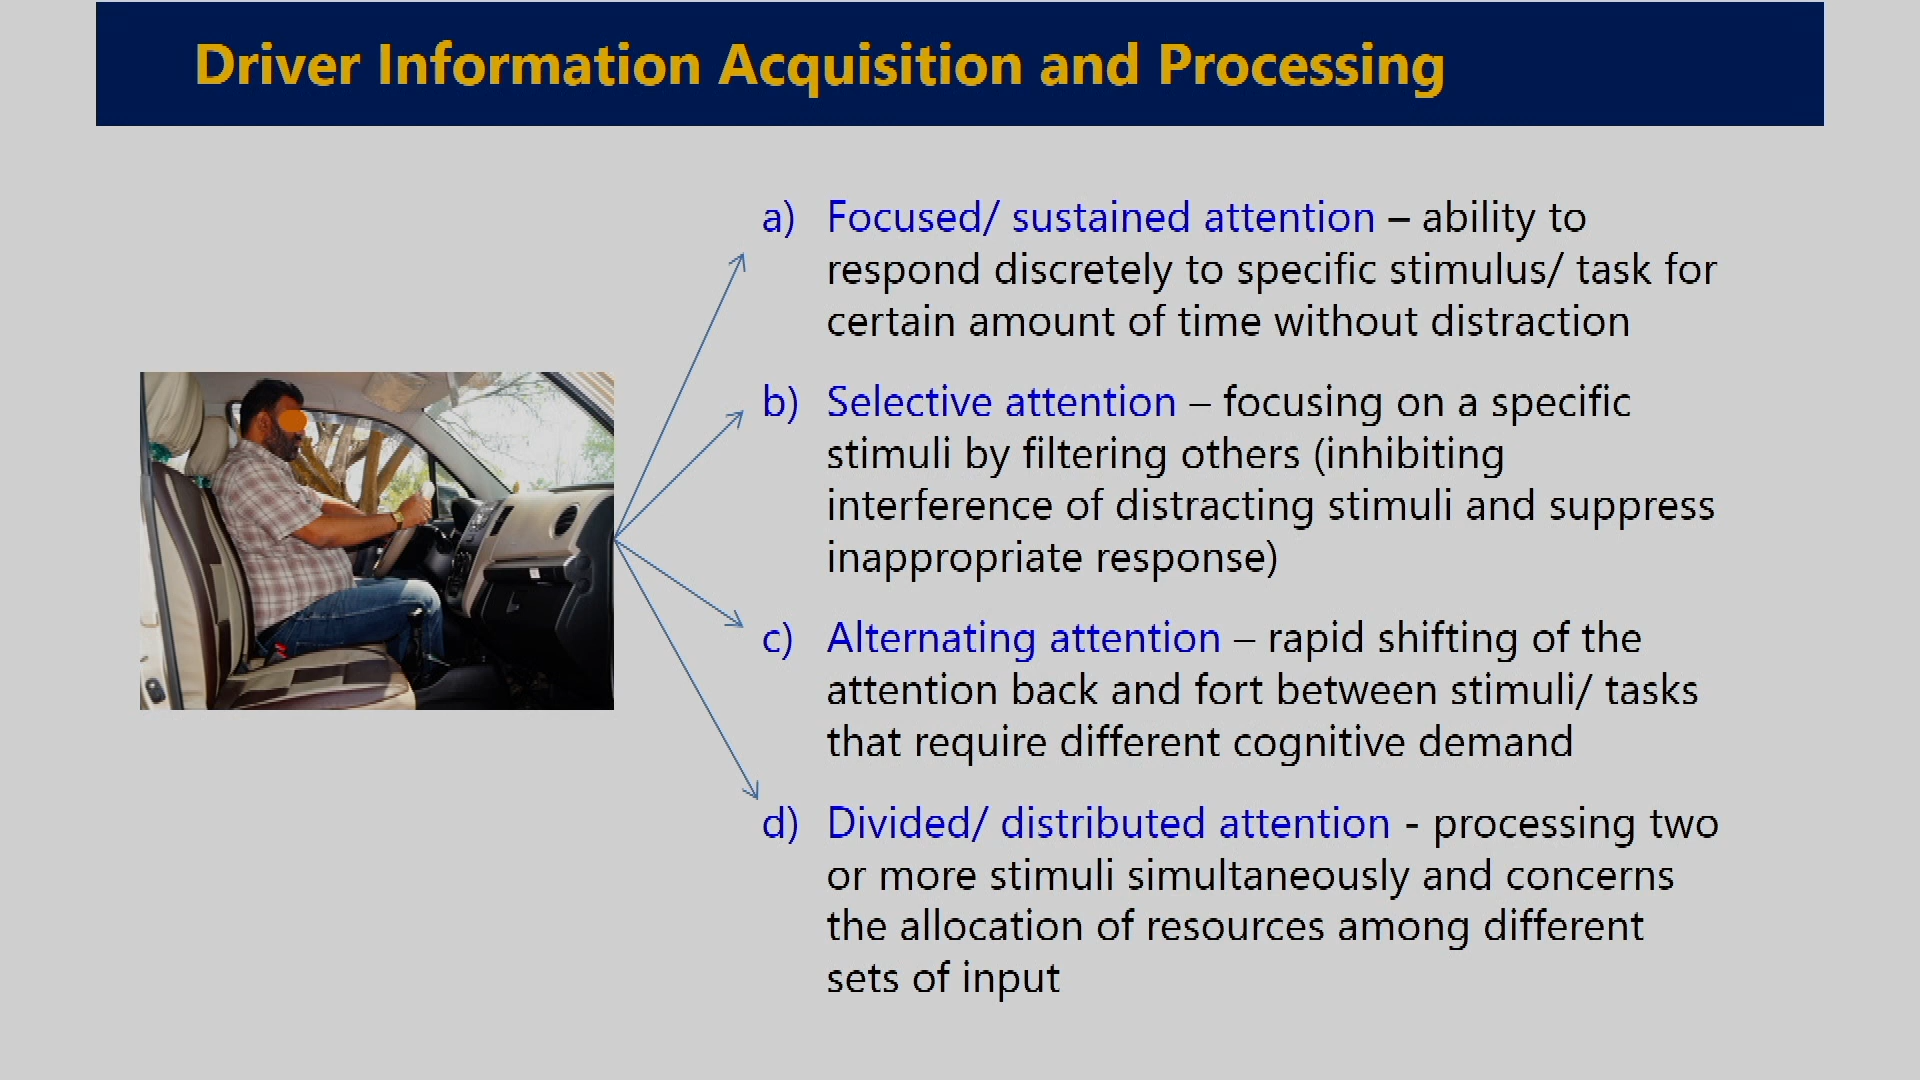 Driver Information Acquisition and Processing
a) Focused/ sustained attention – ability to
respond discretely to specific stimulus/ task for
certain amount of time without distraction
b) Selective attention – focusing on a specific
stimuli by filtering others (inhibiting
interference of distracting stimuli and suppress
inappropriate response)
c) Alternating attention – rapid shifting of the
attention back and fort between stimuli/ tasks
that require different cognitive demand
d) Divided/ distributed attention - processing two
or more stimuli simultaneously and concerns
the allocation of resources among different
sets of input